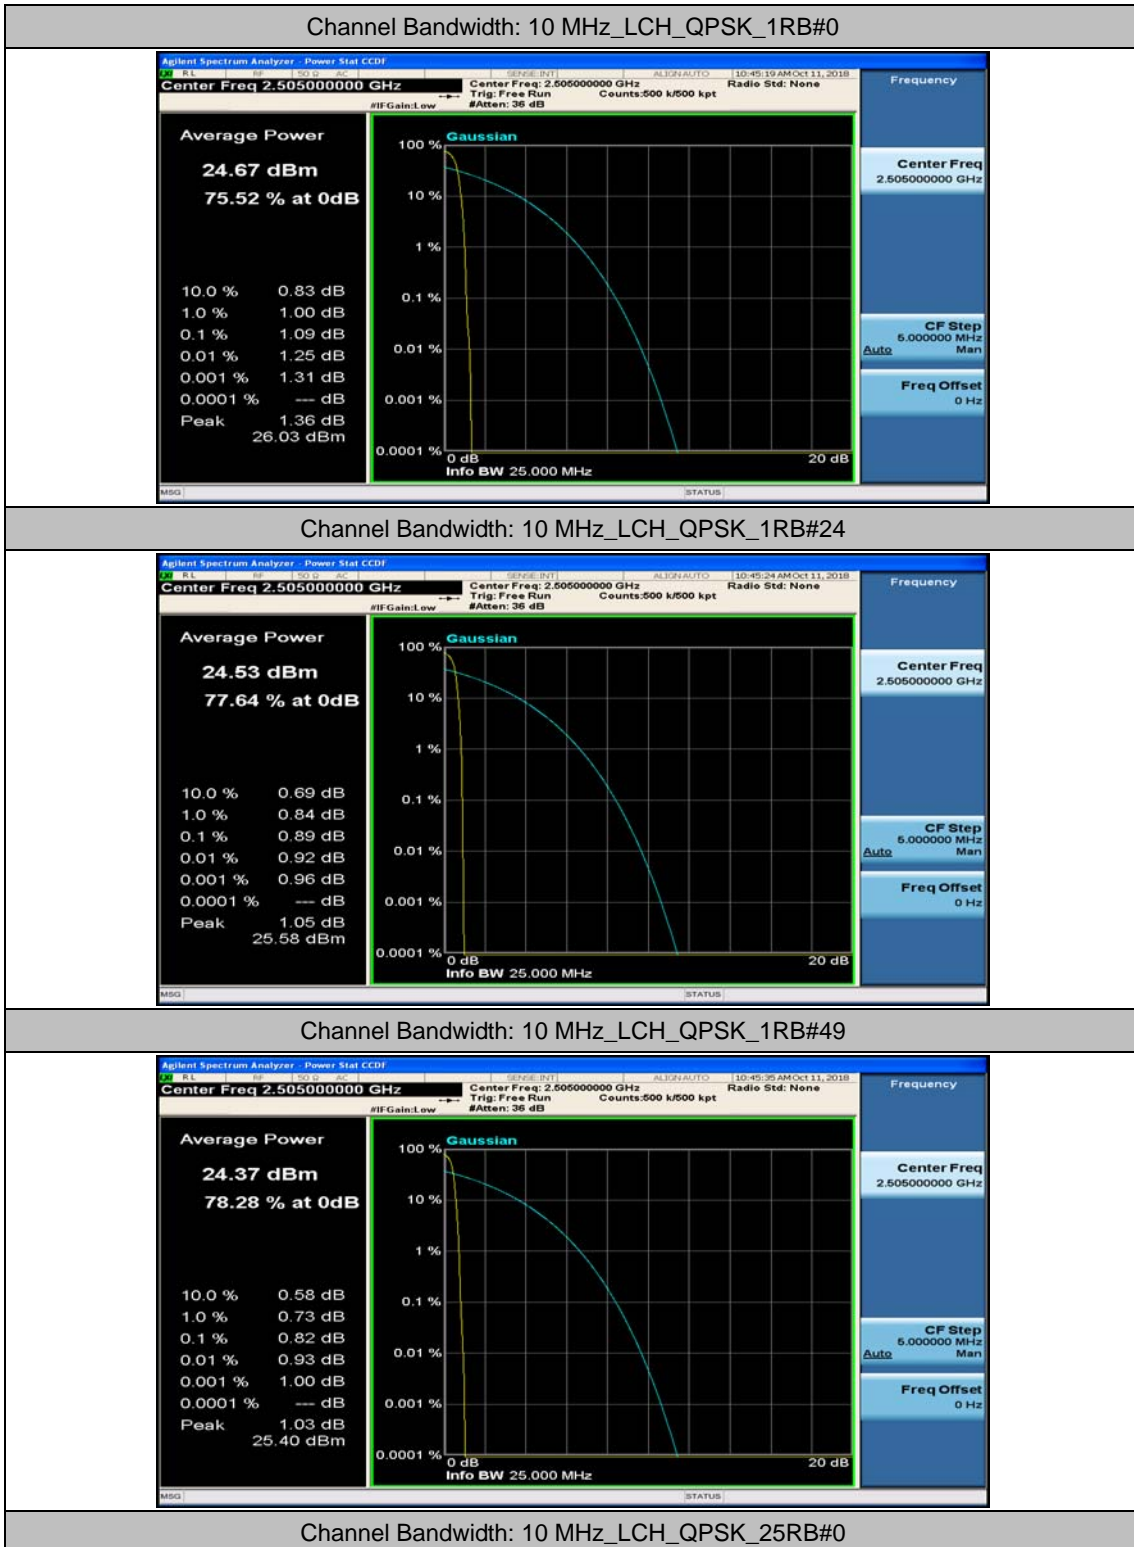 Channel Bandwidth: 10 MHz_LCH_QPSK_1RB#0
Agilent Spectrum Analyzer - Power Stat CCDF
RL RF 50 Ω AC SENSE:INT ALIGN AUTO 10:45:19 AM Oct 11, 2018
Center Freq 2.505000000 GHz
Center Freq: 2.505000000 GHz Radio Std: None
Trig: Free Run Counts:500 k/500 kpt
#IFGain:Low #Atten: 36 dB
Frequency
Average Power
24.67 dBm
75.52 % at 0dB
10.0 % 0.83 dB
1.0 % 1.00 dB
0.1 % 1.09 dB
0.01 % 1.25 dB
0.001 % 1.31 dB
0.0001 % --- dB
Peak 1.36 dB
26.03 dBm
Gaussian
100 %
10 %
1 %
0.1 %
0.01 %
0.001 %
0.0001 %
0 dB 20 dB
Info BW 25.000 MHz
Center Freq
2.505000000 GHz
CF Step
5.000000 MHz
Auto Man
Freq Offset
0 Hz
MSG STATUS
Channel Bandwidth: 10 MHz_LCH_QPSK_1RB#24
Agilent Spectrum Analyzer - Power Stat CCDF
RL RF 50 Ω AC SENSE:INT ALIGN AUTO 10:45:24 AM Oct 11, 2018
Center Freq 2.505000000 GHz
Center Freq: 2.505000000 GHz Radio Std: None
Trig: Free Run Counts:500 k/500 kpt
#IFGain:Low #Atten: 36 dB
Frequency
Average Power
24.53 dBm
77.64 % at 0dB
10.0 % 0.69 dB
1.0 % 0.84 dB
0.1 % 0.89 dB
0.01 % 0.92 dB
0.001 % 0.96 dB
0.0001 % --- dB
Peak 1.05 dB
25.58 dBm
Gaussian
100 %
10 %
1 %
0.1 %
0.01 %
0.001 %
0.0001 %
0 dB 20 dB
Info BW 25.000 MHz
Center Freq
2.505000000 GHz
CF Step
5.000000 MHz
Auto Man
Freq Offset
0 Hz
MSG STATUS
Channel Bandwidth: 10 MHz_LCH_QPSK_1RB#49
Agilent Spectrum Analyzer - Power Stat CCDF
RL RF 50 Ω AC SENSE:INT ALIGN AUTO 10:45:35 AM Oct 11, 2018
Center Freq 2.505000000 GHz
Center Freq: 2.505000000 GHz Radio Std: None
Trig: Free Run Counts:500 k/500 kpt
#IFGain:Low #Atten: 36 dB
Frequency
Average Power
24.37 dBm
78.28 % at 0dB
10.0 % 0.58 dB
1.0 % 0.73 dB
0.1 % 0.82 dB
0.01 % 0.93 dB
0.001 % 1.00 dB
0.0001 % --- dB
Peak 1.03 dB
25.40 dBm
Gaussian
100 %
10 %
1 %
0.1 %
0.01 %
0.001 %
0.0001 %
0 dB 20 dB
Info BW 25.000 MHz
Center Freq
2.505000000 GHz
CF Step
5.000000 MHz
Auto Man
Freq Offset
0 Hz
MSG STATUS
Channel Bandwidth: 10 MHz_LCH_QPSK_25RB#0